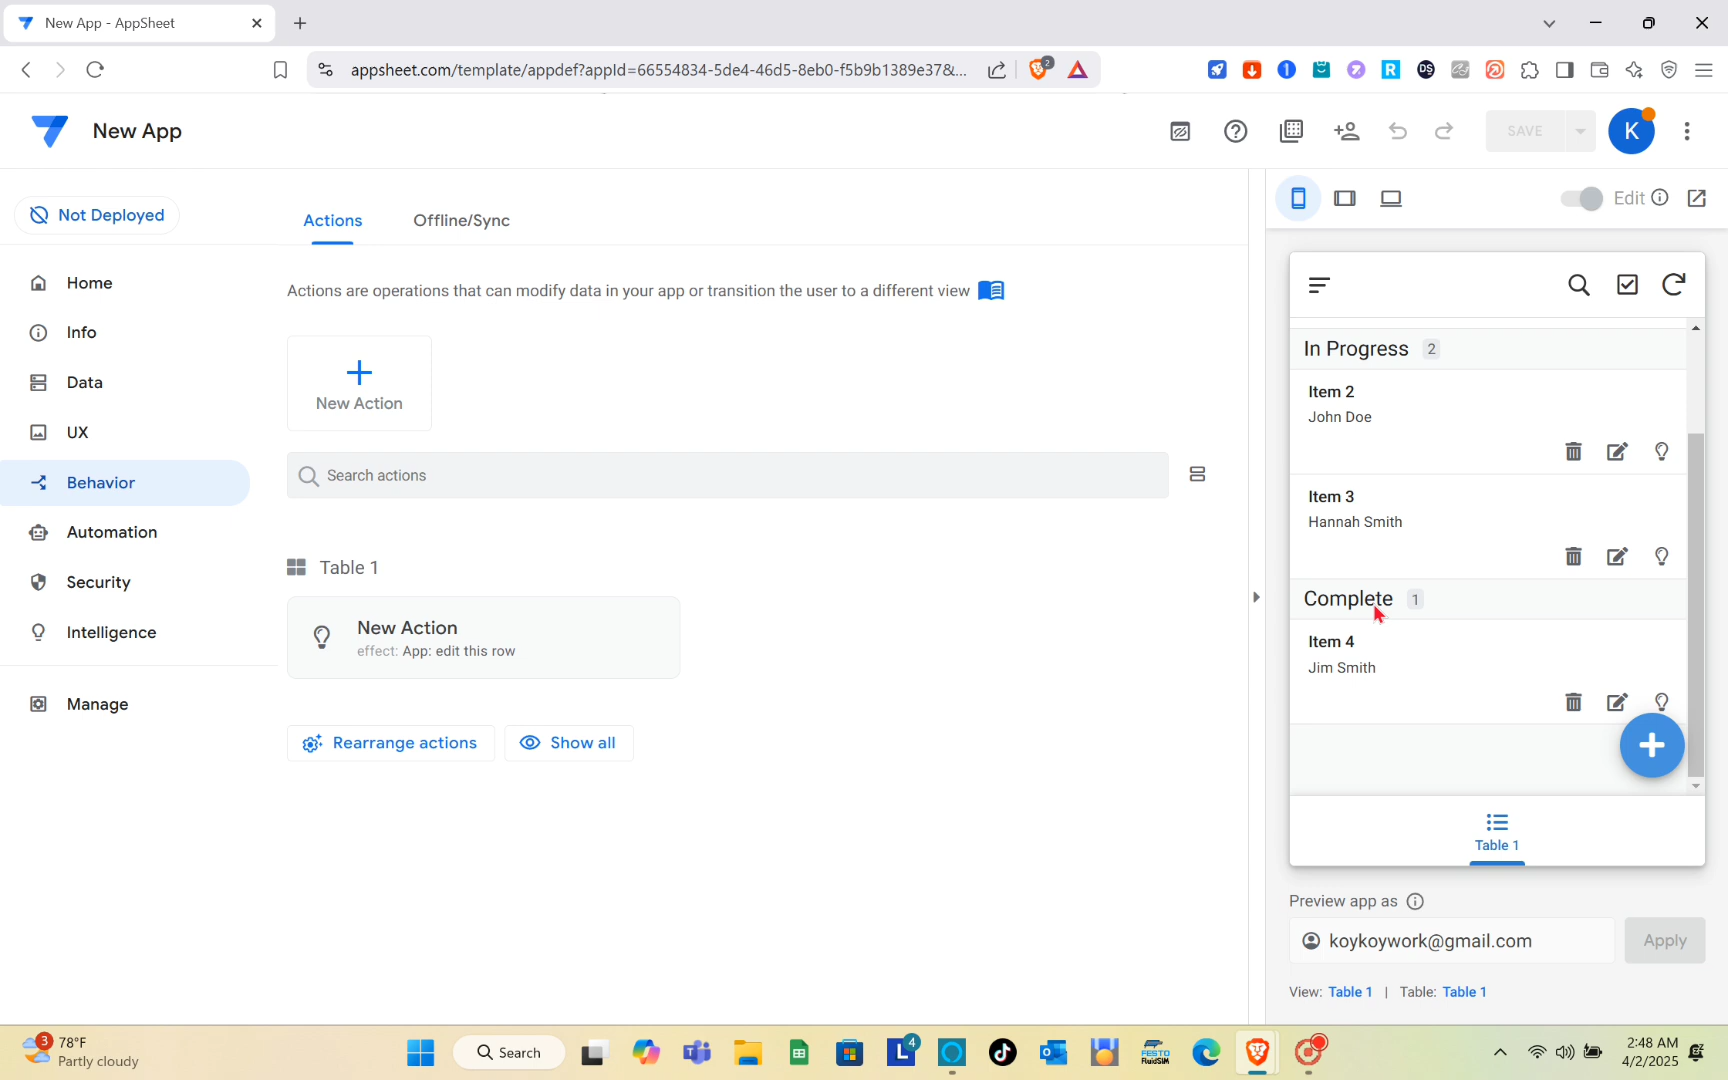 New App - AppSheet
appsheet.com/template/appdef?appId=66554834-5de4-46d5-8eb0-f5b9b1389e37&...
2
New App
SAVE
K
Not Deployed
Actions
Offline/Sync
Edit
Home
Info
Data
UX
Behavior
Automation
Security
Intelligence
Manage
Actions are operations that can modify data in your app or transition the user to a different view
New Action
Search actions
Table 1
New Action
effect: App: edit this row
Rearrange actions
Show all
In Progress 2
Item 2
John Doe
Item 3
Hannah Smith
Complete 1
Item 4
Jim Smith
Table 1
Preview app as
koykoywork@gmail.com
Apply
View: Table 1 | Table: Table 1
3
78°F
Partly cloudy
Search
4
FESTO
FluidSIM
2:48 AM
4/2/2025